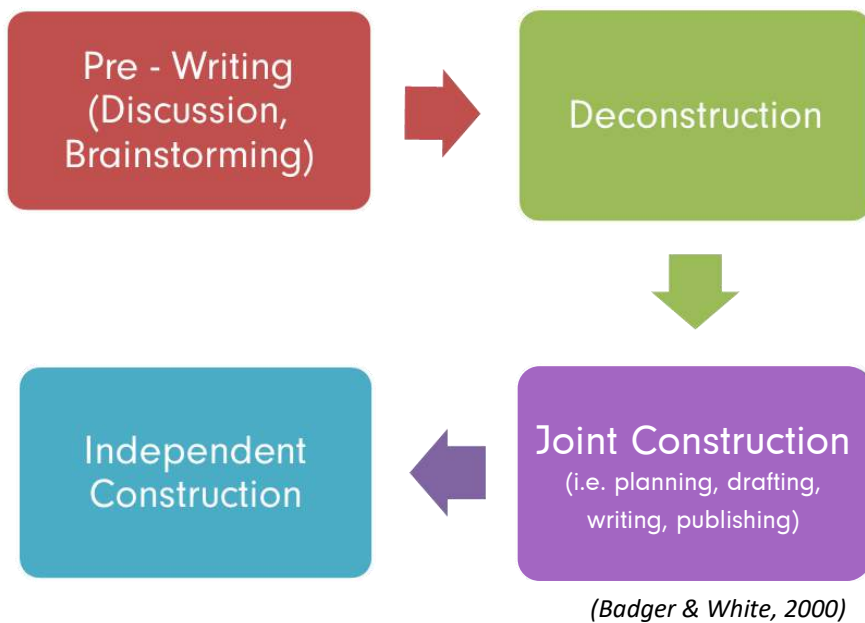 Pre - Writing
(Discussion,
Brainstorming)
Deconstruction
Joint Construction
(i.e. planning, drafting,
writing, publishing)
Independent
Construction
(Badger & White, 2000)